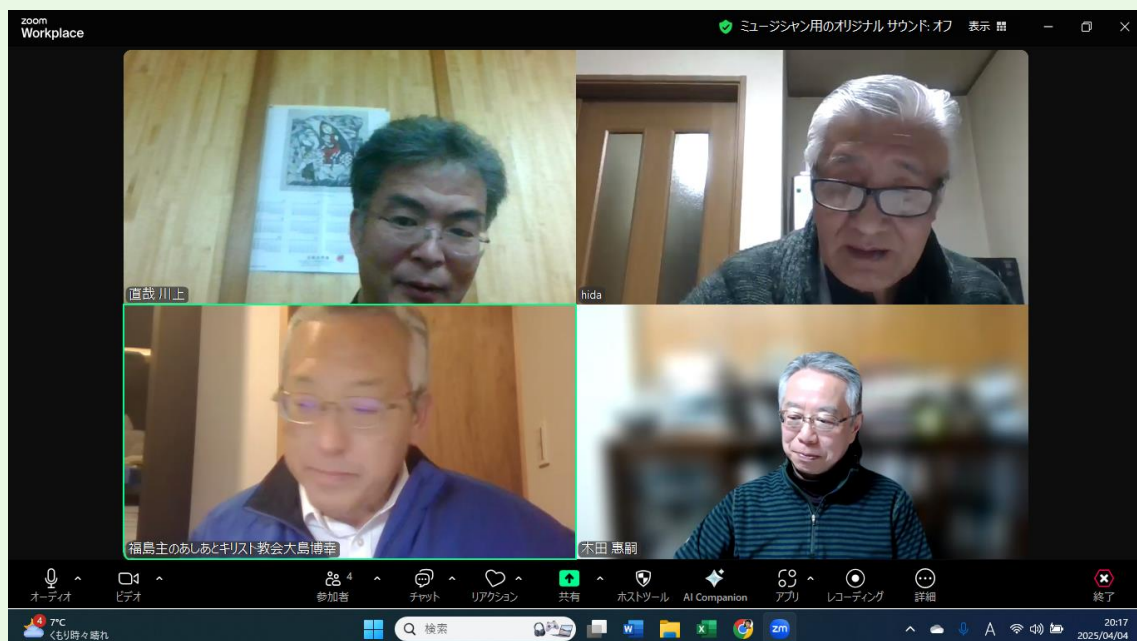 zoom
Workplace
ミュージシャン用のオリジナル サウンド: オフ
表示
直哉 川上
hida
福島主のあしあとキリスト教会大島博幸
木田 惠嗣
オーディオ
ビデオ
4
参加者
チャット
リアクション
共有
ホストツール
AI Companion
アプリ
レコーディング
詳細
終了
4
7°C
くもり時々晴れ
検索
zm
A
20:17
2025/04/04